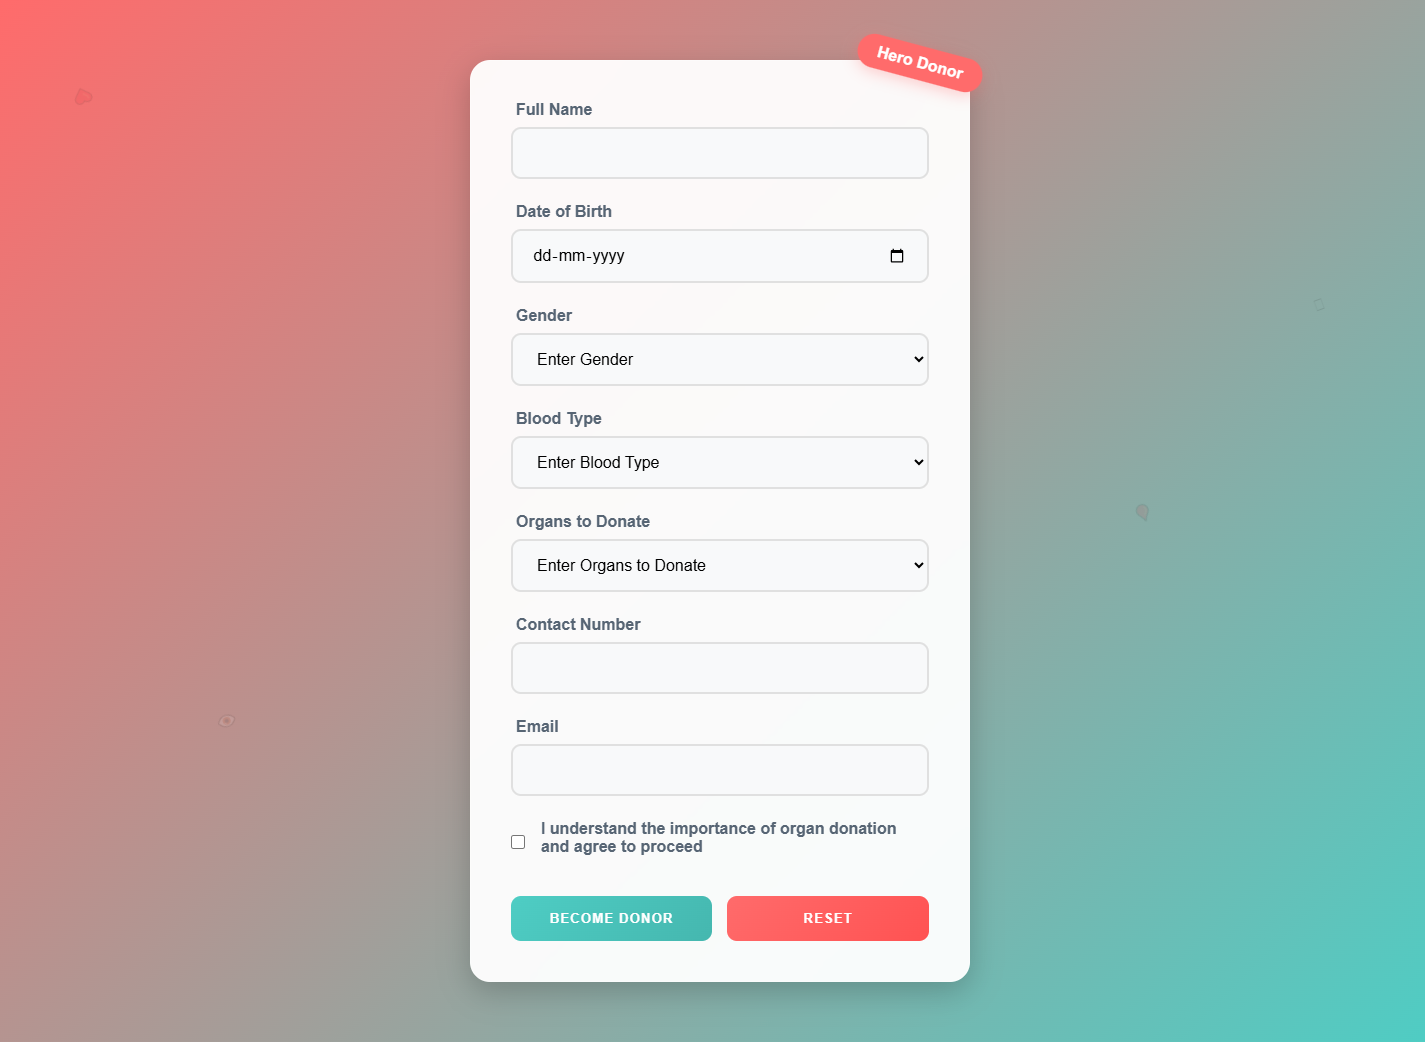 Hero Donor
Full Name
Date of Birth
dd-mm-yyyy
Gender
Enter Gender
Blood Type
Enter Blood Type
Organs to Donate
Enter Organs to Donate
Contact Number
Email
I understand the importance of organ donation
and agree to proceed
BECOME DONOR
RESET